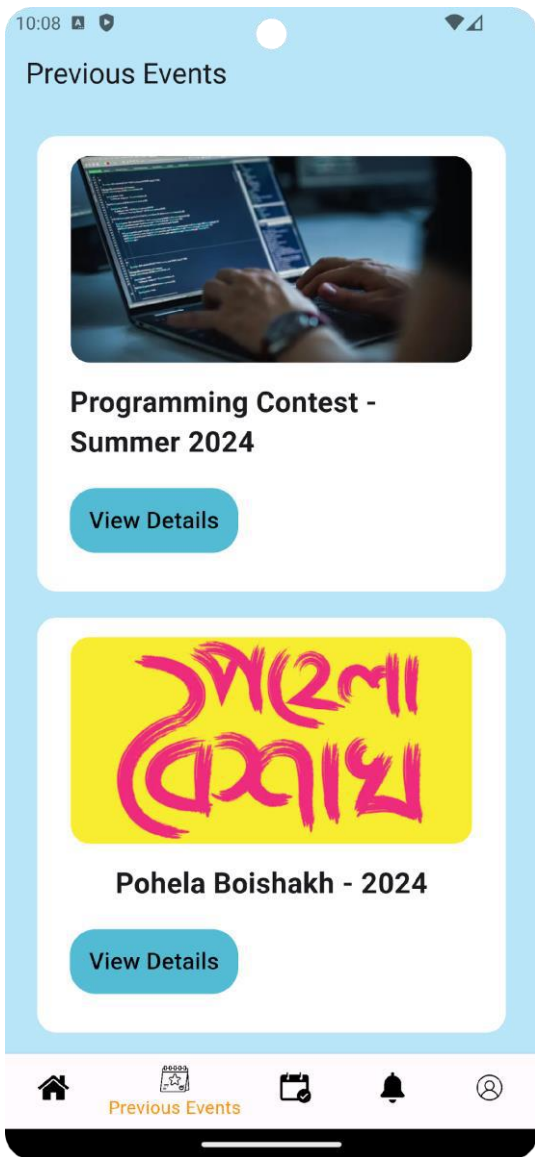 10:08
Previous Events
Programming Contest -
Summer 2024
View Details
পহেলা
বৈশাখ
Pohela Boishakh - 2024
View Details
Previous Events